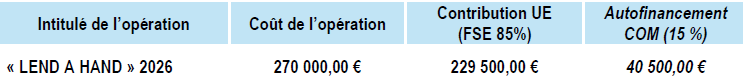 Intitulé de l’opération Coût de l’opération Contribution UE (FSE 85%) Autofinancement COM (15 %)
« LEND A HAND » 2026 270 000,00 € 229 500,00 € 40 500,00 €